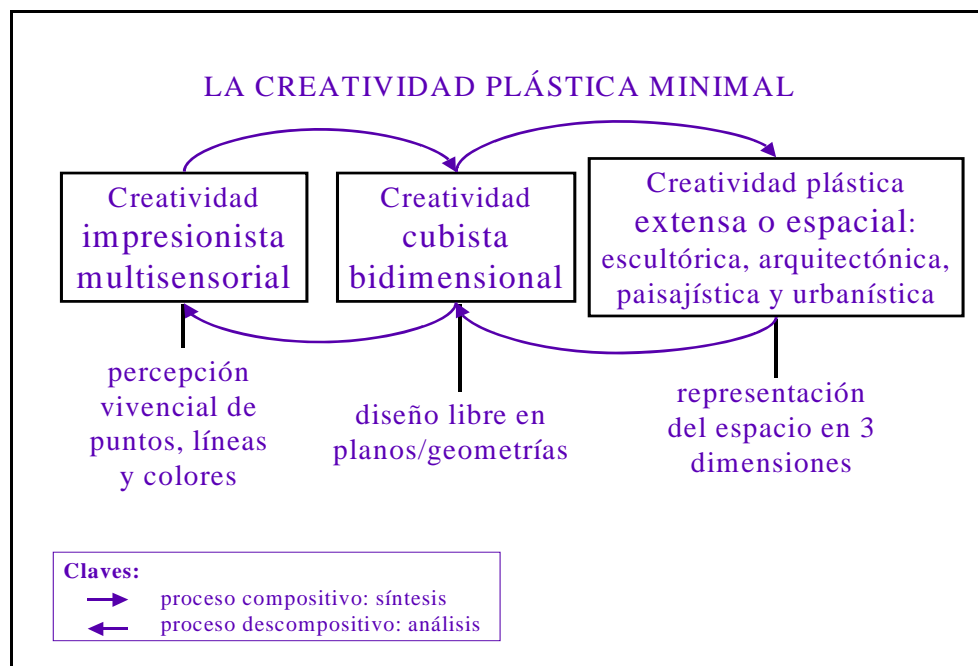 LA CREATIVIDAD PLÁSTICA MINIMAL
Creatividad
impresionista
multisensorial
Creatividad
cubista
bidimensional
Creatividad plástica
extensa o espacial:
escultórica, arquitectónica,
paisajística y urbanística
percepción
vivencial de
puntos, líneas
y colores
diseño libre en
planos/geometrías
representación
del espacio en 3
dimensiones
Claves:
proceso compositivo: síntesis
proceso descompositivo: análisis